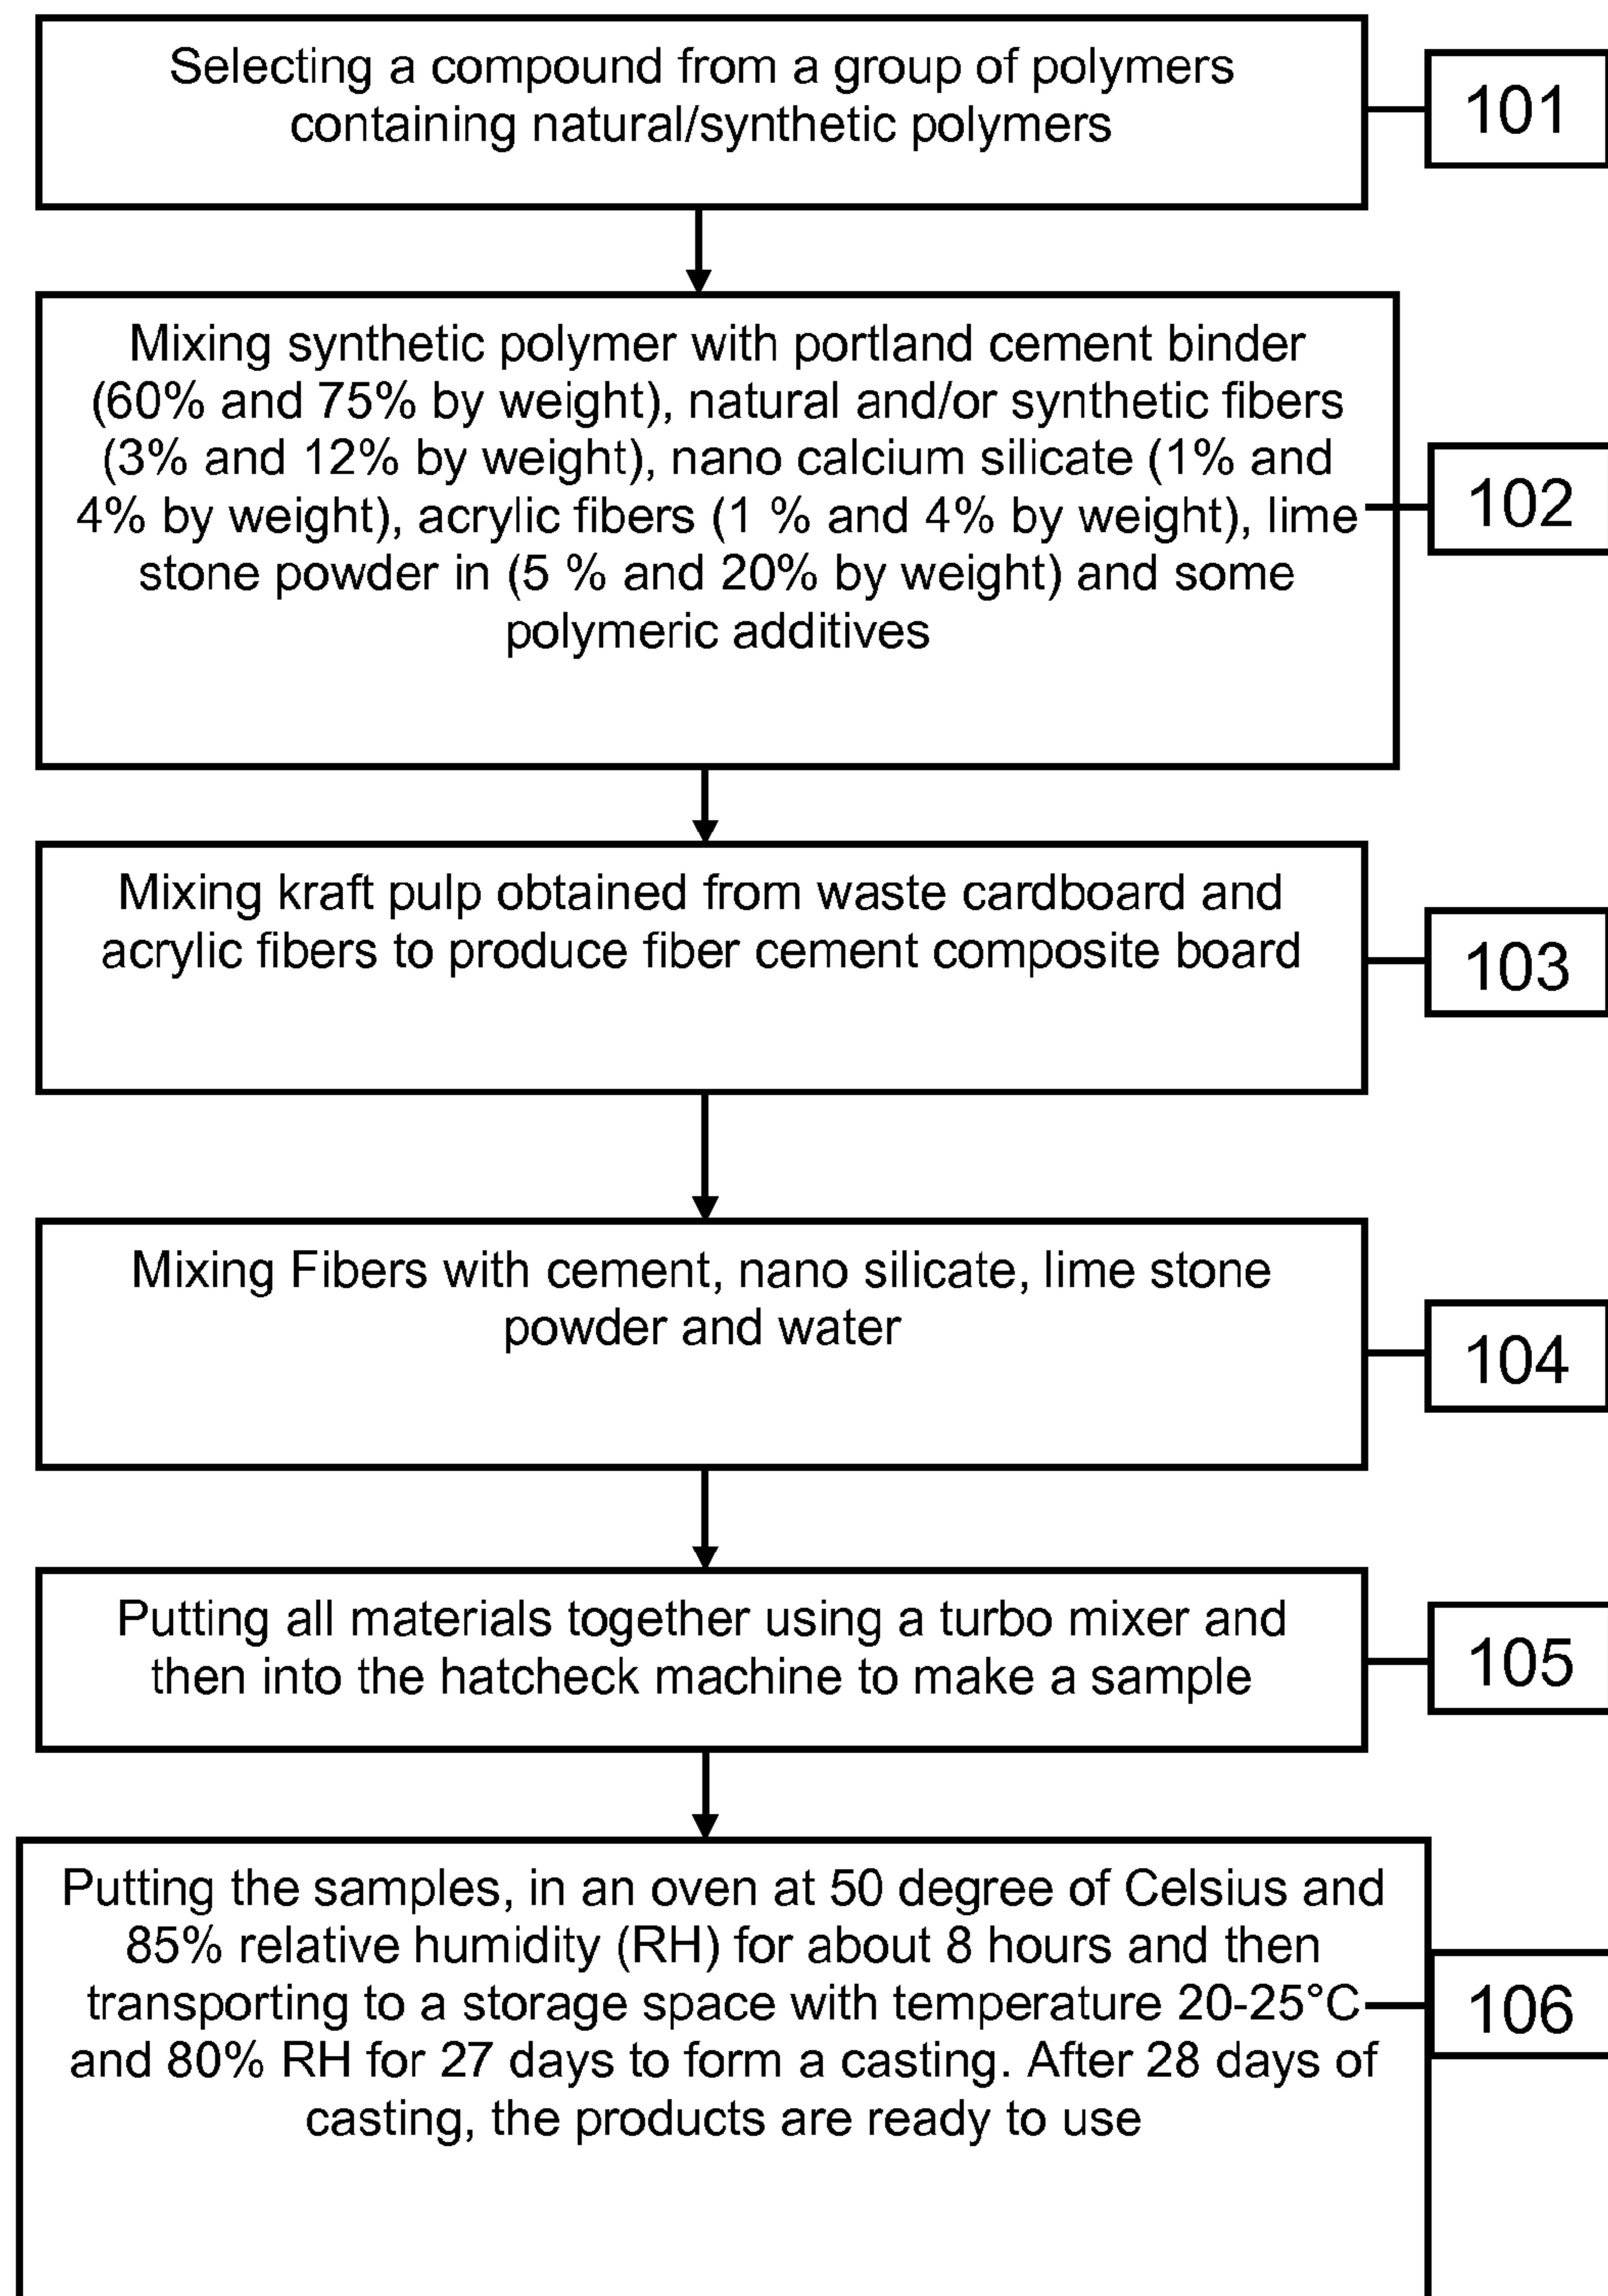 Selecting a compound from a group of polymers
containing natural/synthetic polymers
101
Mixing synthetic polymer with portland cement binder
(60% and 75% by weight), natural and/or synthetic fibers
(3% and 12% by weight), nano calcium silicate (1% and
4% by weight), acrylic fibers (1 % and 4% by weight), lime
stone powder in (5 % and 20% by weight) and some
polymeric additives
102
Mixing kraft pulp obtained from waste cardboard and
acrylic fibers to produce fiber cement composite board
103
Mixing Fibers with cement, nano silicate, lime stone
powder and water
104
Putting all materials together using a turbo mixer and
then into the hatcheck machine to make a sample
105
Putting the samples, in an oven at 50 degree of Celsius and
85% relative humidity (RH) for about 8 hours and then
transporting to a storage space with temperature 20-25°C
and 80% RH for 27 days to form a casting. After 28 days of
casting, the products are ready to use
106